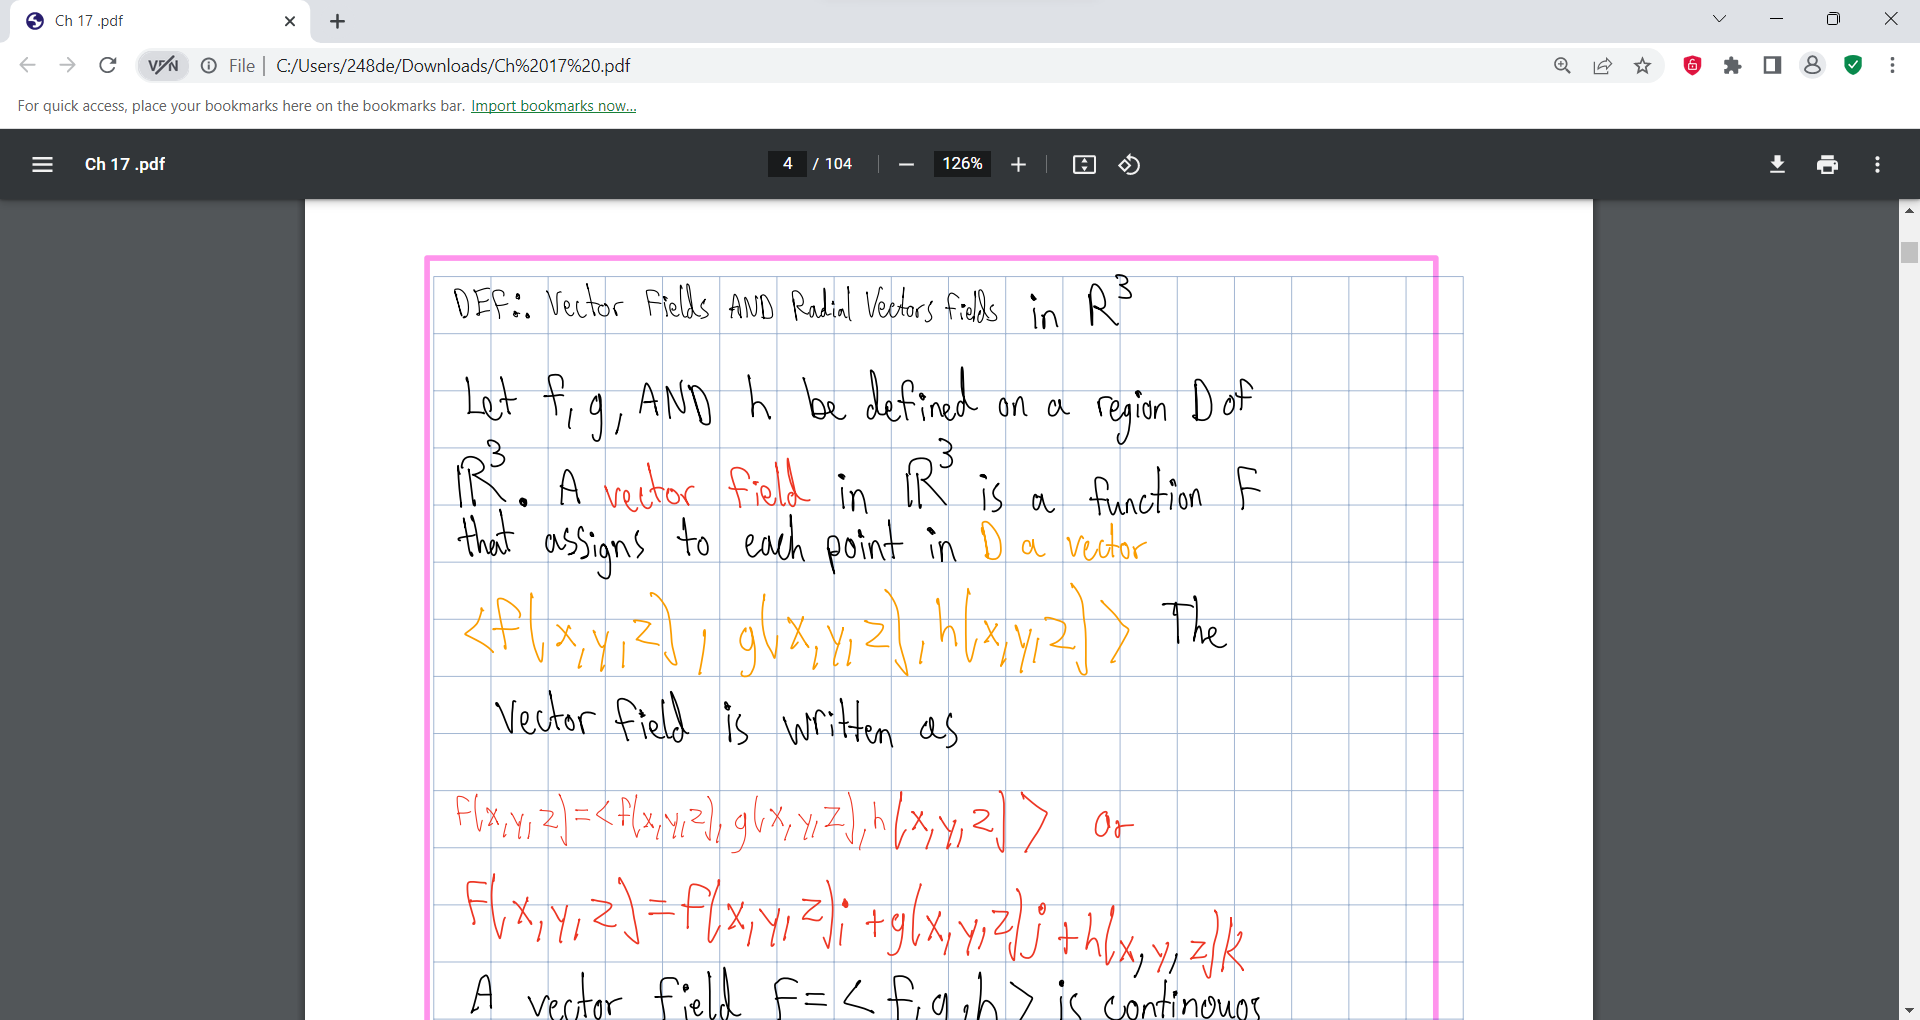 Ch 17 .pdf
VPN File C:/Users/248de/Downloads/Ch%2017%20.pdf
For quick access, place your bookmarks here on the bookmarks bar. Import bookmarks now...
Ch 17 .pdf 4 / 104 126%
DEF:. Vector Fields AND Radial Vectors fields in R³
Let f, g, AND h be defined on a region D of
ℝ³. A vector field in ℝ³ is a function F
that assigns to each point in D a vector
<f(x,y,z), g(x,y,z), h(x,y,z)> The
Vector field is written as
F(x,y,z)=<f(x,y,z), g(x,y,z), h(x,y,z)> or
F(x,y,z)=f(x,y,z)i+g(x,y,z)j+h(x,y,z)k
A vector field F=<f,g,h> is continuous